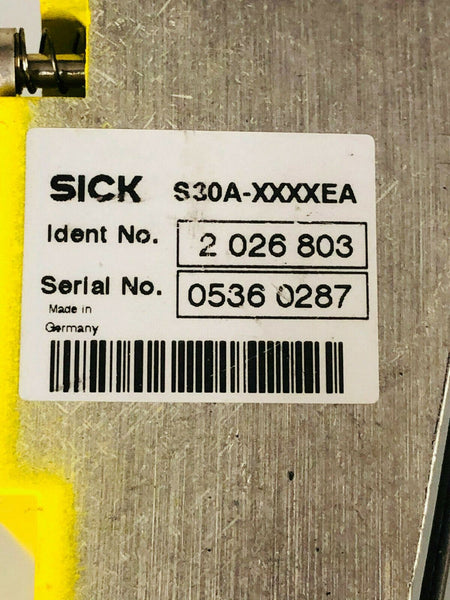 SICK S30A-XXXXEA
Ident No. 2 026 803
Serial No. 0536 0287
Made in
Germany